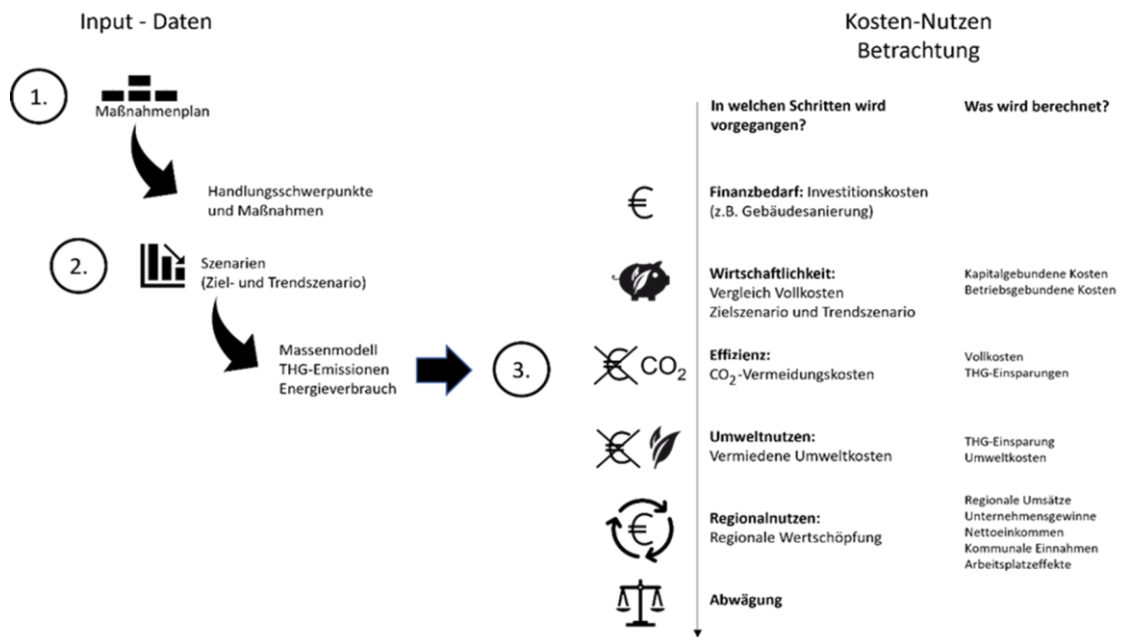 Input - Daten
1.
Maßnahmenplan
Handlungsschwerpunkte
und Maßnahmen
2.
Szenarien
(Ziel- und Trendszenario)
Massenmodell
THG-Emissionen
Energieverbrauch
3.
Kosten-Nutzen
Betrachtung
In welchen Schritten wird
vorgegangen?
Was wird berechnet?
€
Finanzbedarf: Investitionskosten
(z.B. Gebäudesanierung)
Wirtschaftlichkeit:
Vergleich Vollkosten
Zielszenario und Trendszenario
Kapitalgebundene Kosten
Betriebsgebundene Kosten
€ CO₂
Effizienz:
CO₂-Vermeidungskosten
Vollkosten
THG-Einsparungen
€
Umweltnutzen:
Vermiedene Umweltkosten
THG-Einsparung
Umweltkosten
€
Regionalnutzen:
Regionale Wertschöpfung
Regionale Umsätze
Unternehmensgewinne
Nettoeinkommen
Kommunale Einnahmen
Arbeitsplatzeffekte
Abwägung